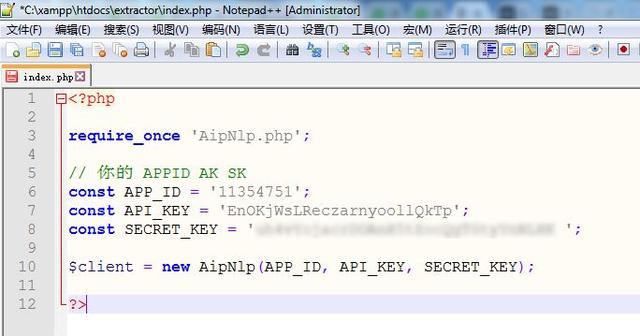 *C:\xampp\htdocs\extractor\index.php - Notepad++ [Administrator]
文件(F) 编辑(E) 搜索(S) 视图(V) 编码(N) 语言(L) 设置(T) 工具(O) 宏(M) 运行(R) 插件(P) 窗口(W) ?
index.php
1 <?php
2
3 require_once 'AipNlp.php';
4
5 // 你的 APPID AK SK
6 const APP_ID = '11354751';
7 const API_KEY = 'EnOKjWsLReczarnyoollQkTp';
8 const SECRET_KEY = ' ';
9
10 $client = new AipNlp(APP_ID, API_KEY, SECRET_KEY);
11
12 ?>